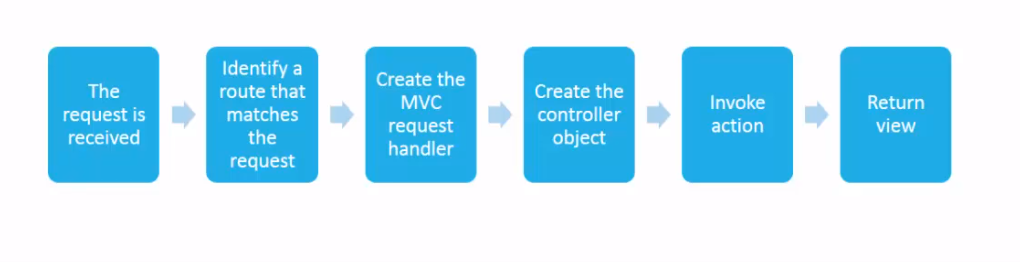 The
request is
received
Identify a
route that
matches
the
request
Create the
MVC
request
handler
Create the
controller
object
Invoke
action
Return
view